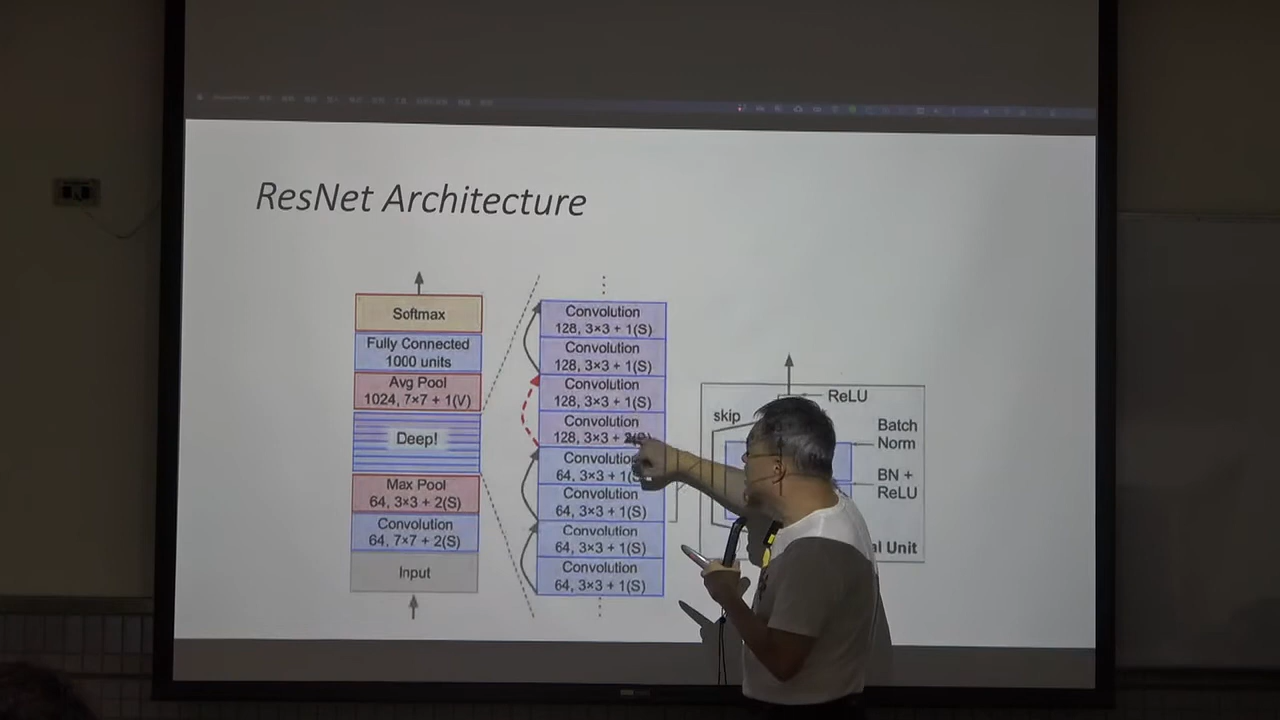 ResNet Architecture
Softmax
Fully Connected
1000 units
Avg Pool
1024, 7×7 + 1(V)
Deep!
Max Pool
64, 3×3 + 2(S)
Convolution
64, 7×7 + 2(S)
Input
Convolution
128, 3×3 + 1(S)
Convolution
128, 3×3 + 1(S)
Convolution
128, 3×3 + 1(S)
Convolution
128, 3×3 + 2(S)
Convolution
64, 3×3 + 1(S)
Convolution
64, 3×3 + 1(S)
Convolution
64, 3×3 + 1(S)
Convolution
64, 3×3 + 1(S)
skip
ReLU
Batch
Norm
BN +
ReLU
Unit